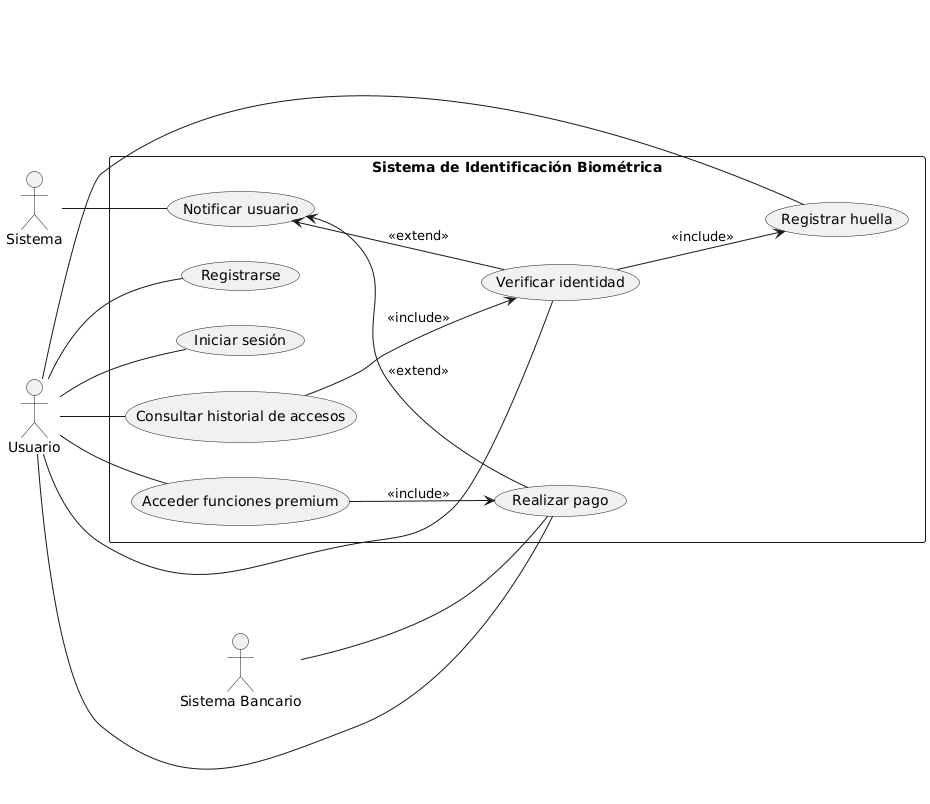 Sistema de Identificación Biométrica
Sistema
Notificar usuario
Registrar huella
«extend»
«include»
Registrarse
Verificar identidad
«include»
Iniciar sesión
«extend»
Consultar historial de accesos
Usuario
«include»
Acceder funciones premium
Realizar pago
Sistema Bancario